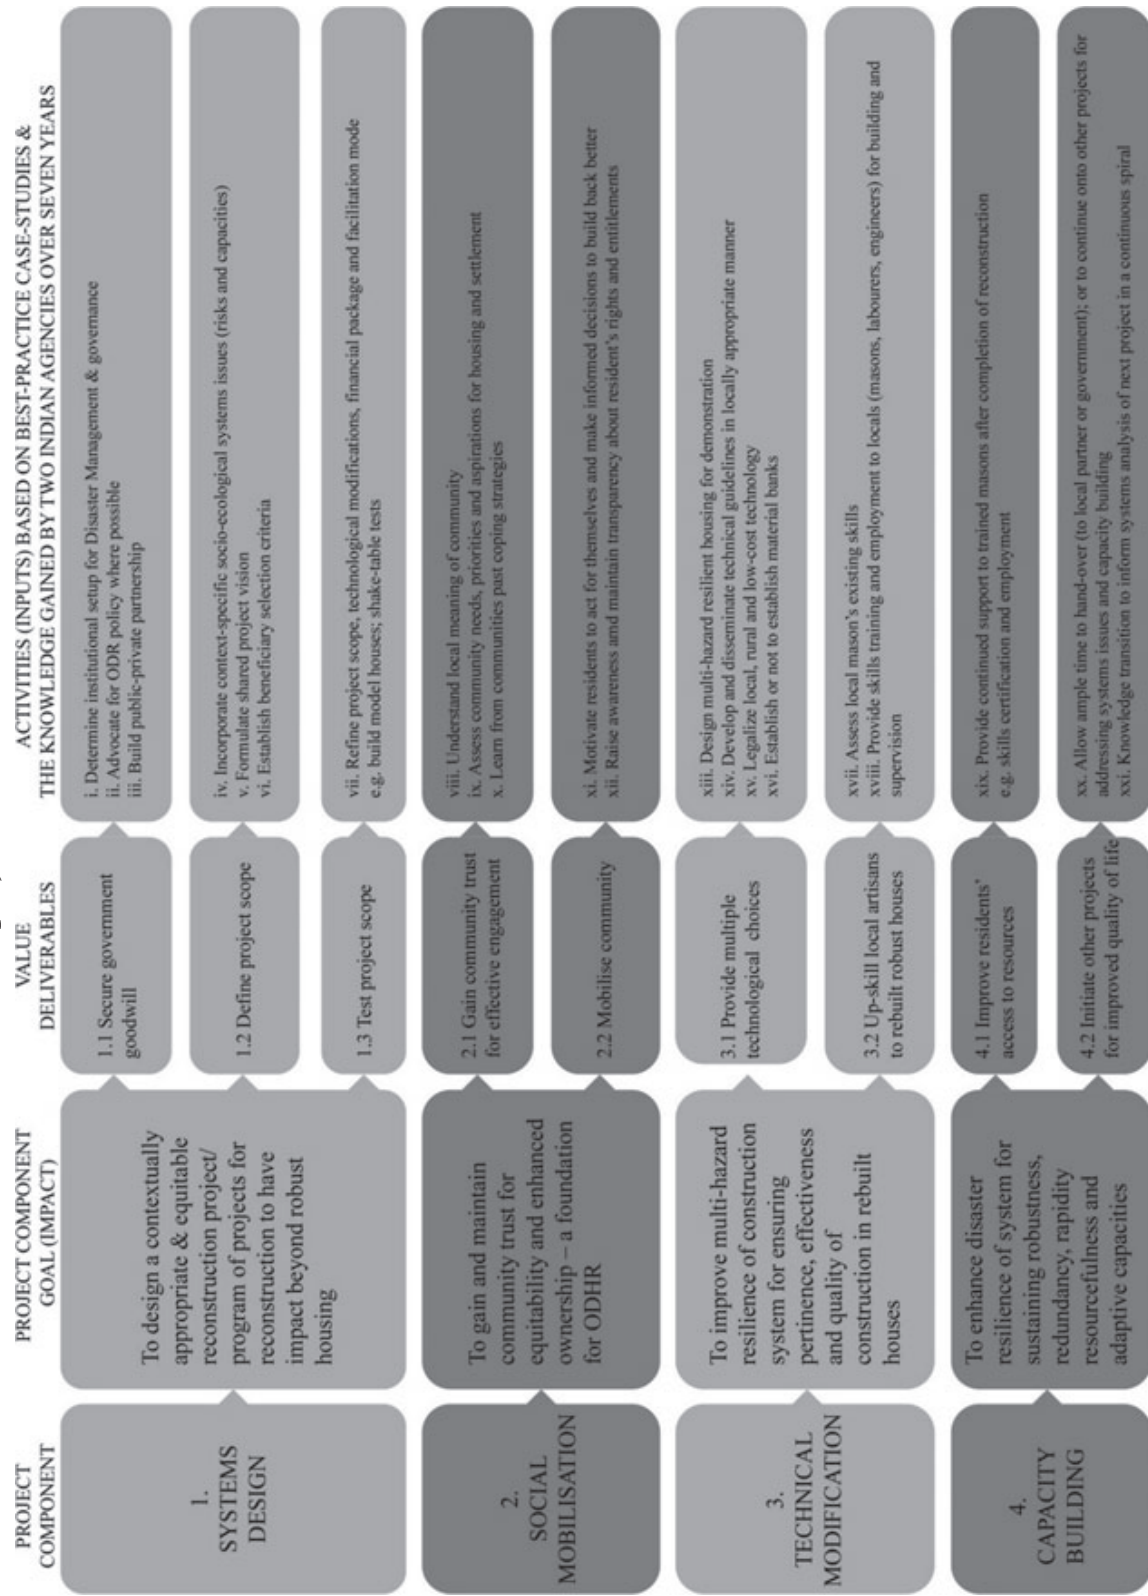 PROJECT
COMPONENT
PROJECT COMPONENT
GOAL (IMPACT)
VALUE
DELIVERABLES
ACTIVITIES (INPUTS) BASED ON BEST-PRACTICE CASE-STUDIES &
THE KNOWLEDGE GAINED BY TWO INDIAN AGENCIES OVER SEVEN YEARS
1.
SYSTEMS
DESIGN
To design a contextually
appropriate & equitable
reconstruction project/
program of projects for
reconstruction to have
impact beyond robust
housing
1.1 Secure government
goodwill
i. Determine institutional setup for Disaster Management & governance
ii. Advocate for ODR policy where possible
iii. Build public-private partnership
1.2 Define project scope
iv. Incorporate context-specific socio-ecological systems issues (risks and capacities)
v. Formulate shared project vision
vi. Establish beneficiary selection criteria
1.3 Test project scope
vii. Refine project scope, technological modifications, financial package and facilitation mode
e.g. build model houses; shake-table tests
2.
SOCIAL
MOBILISATION
To gain and maintain
community trust for
equitability and enhanced
ownership – a foundation
for ODHR
2.1 Gain community trust
for effective engagement
viii. Understand local meaning of community
ix. Assess community needs, priorities and aspirations for housing and settlement
x. Learn from communities past coping strategies
2.2 Mobilise community
xi. Motivate residents to act for themselves and make informed decisions to build back better
xii. Raise awareness amd maintain transparency about resident's rights and entitlements
3.
TECHNICAL
MODIFICATION
To improve multi-hazard
resilience of construction
system for ensuring
pertinence, effectiveness
and quality of
construction in rebuilt
houses
3.1 Provide multiple
technological choices
xiii. Design multi-hazard resilient housing for demonstration
xiv. Develop and disseminate technical guidelines in locally appropriate manner
xv. Legalize local, rural and low-cost technology
xvi. Establish or not to establish material banks
3.2 Up-skill local artisans
to rebuilt robust houses
xvii. Assess local mason's existing skills
xviii. Provide skills training and employment to locals (masons, labourers, engineers) for building and
supervision
4.
CAPACITY
BUILDING
To enhance disaster
resilience of system for
sustaining robustness,
redundancy, rapidity
resourcefulness and
adaptive capacities
4.1 Improve residents'
access to resources
xix. Provide continued support to trained masons after completion of reconstruction
e.g. skills certification and employment
4.2 Initiate other projects
for improved quality of life
xx. Allow ample time to hand-over (to local partner or government); or to continue onto other projects for
addressing systems issues and capacity building
xxi. Knowledge transition to inform systems analysis of next project in a continuous spiral